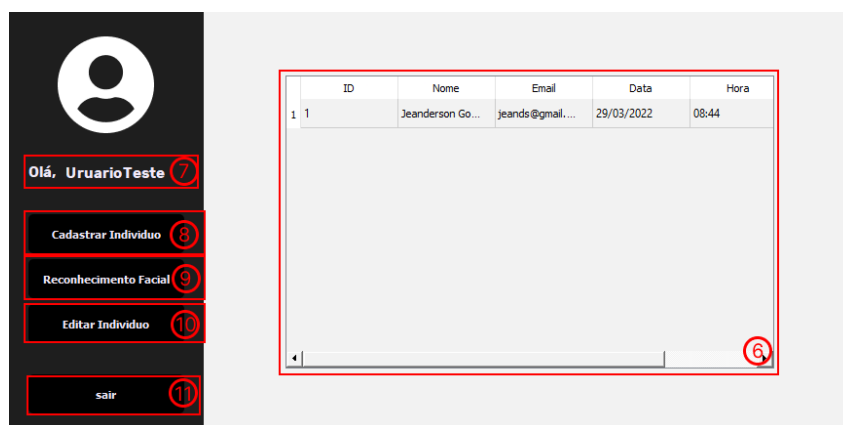 Olá, UruarioTeste 7
Cadastrar Individuo 8
Reconhecimento Facial 9
Editar Individuo 10
sair 11
ID Nome Email Data Hora
1 1 Jeanderson Go... jeands@gmail.... 29/03/2022 08:44
6